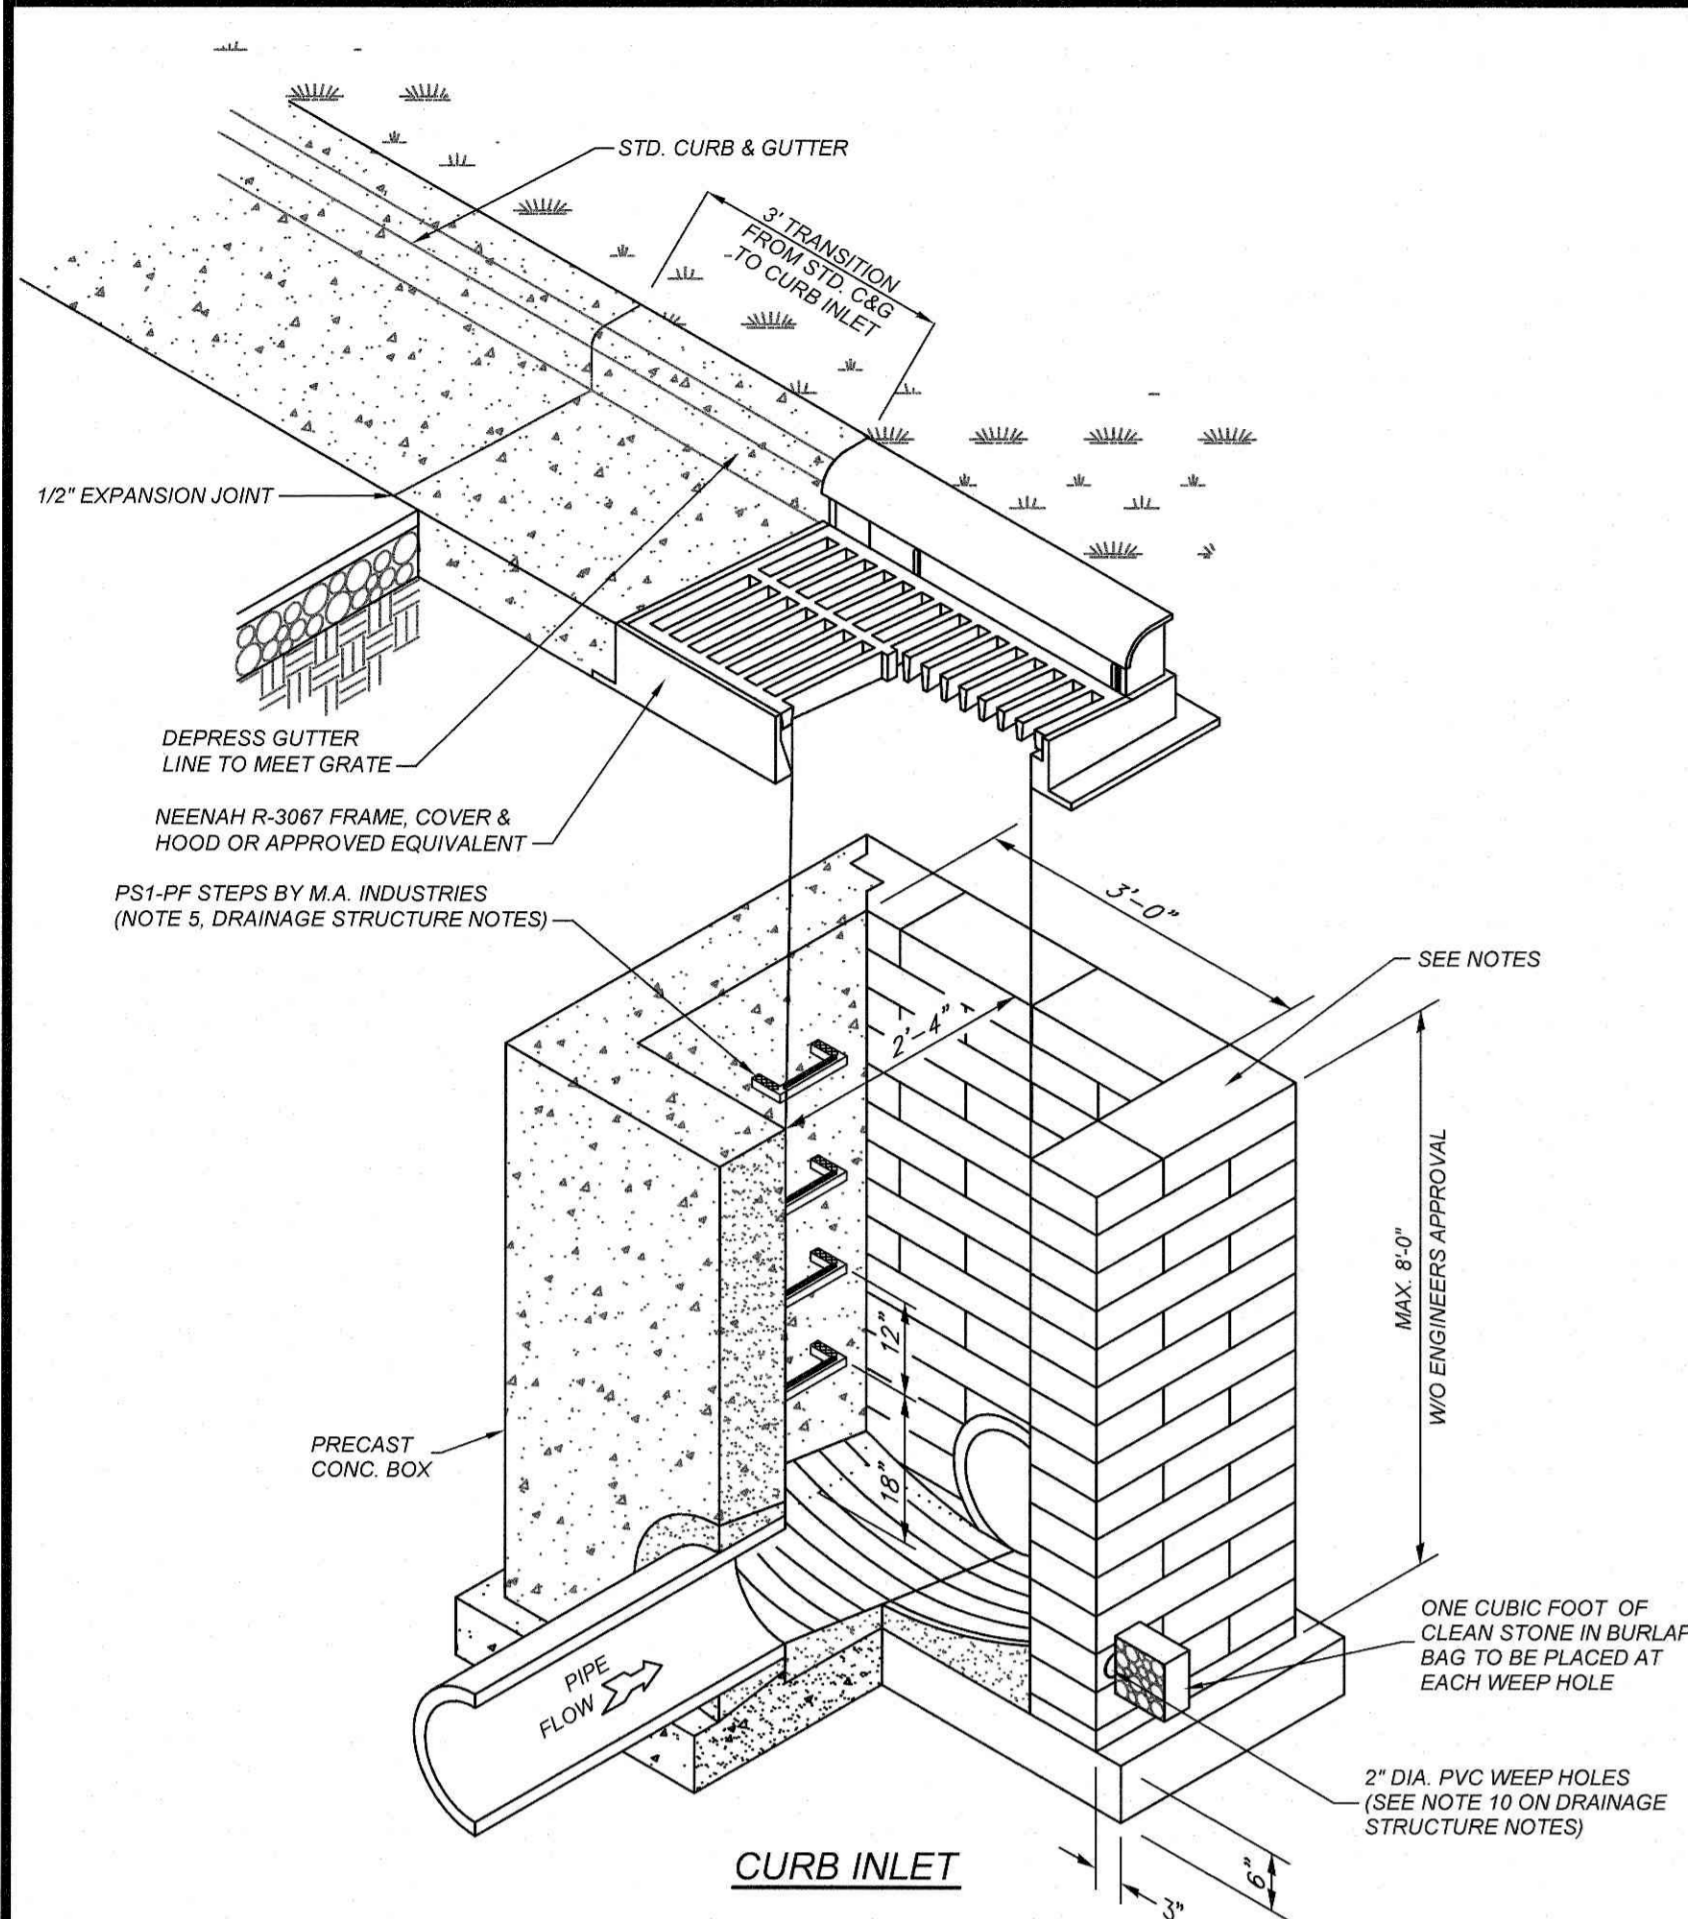 STD. CURB & GUTTER
3' TRANSITION
FROM STD. C&G
TO CURB INLET
1/2" EXPANSION JOINT
DEPRESS GUTTER
LINE TO MEET GRATE
NEENAH R-3067 FRAME, COVER &
HOOD OR APPROVED EQUIVALENT
PS1-PF STEPS BY M.A. INDUSTRIES
(NOTE 5, DRAINAGE STRUCTURE NOTES)
3'-0"
SEE NOTES
2'-4"
MAX. 8'-0"
W/O ENGINEERS APPROVAL
12"
18"
PRECAST
CONC. BOX
PIPE
FLOW
ONE CUBIC FOOT OF
CLEAN STONE IN BURLAP
BAG TO BE PLACED AT
EACH WEEP HOLE
2" DIA. PVC WEEP HOLES
(SEE NOTE 10 ON DRAINAGE
STRUCTURE NOTES)
6"
3"
CURB INLET